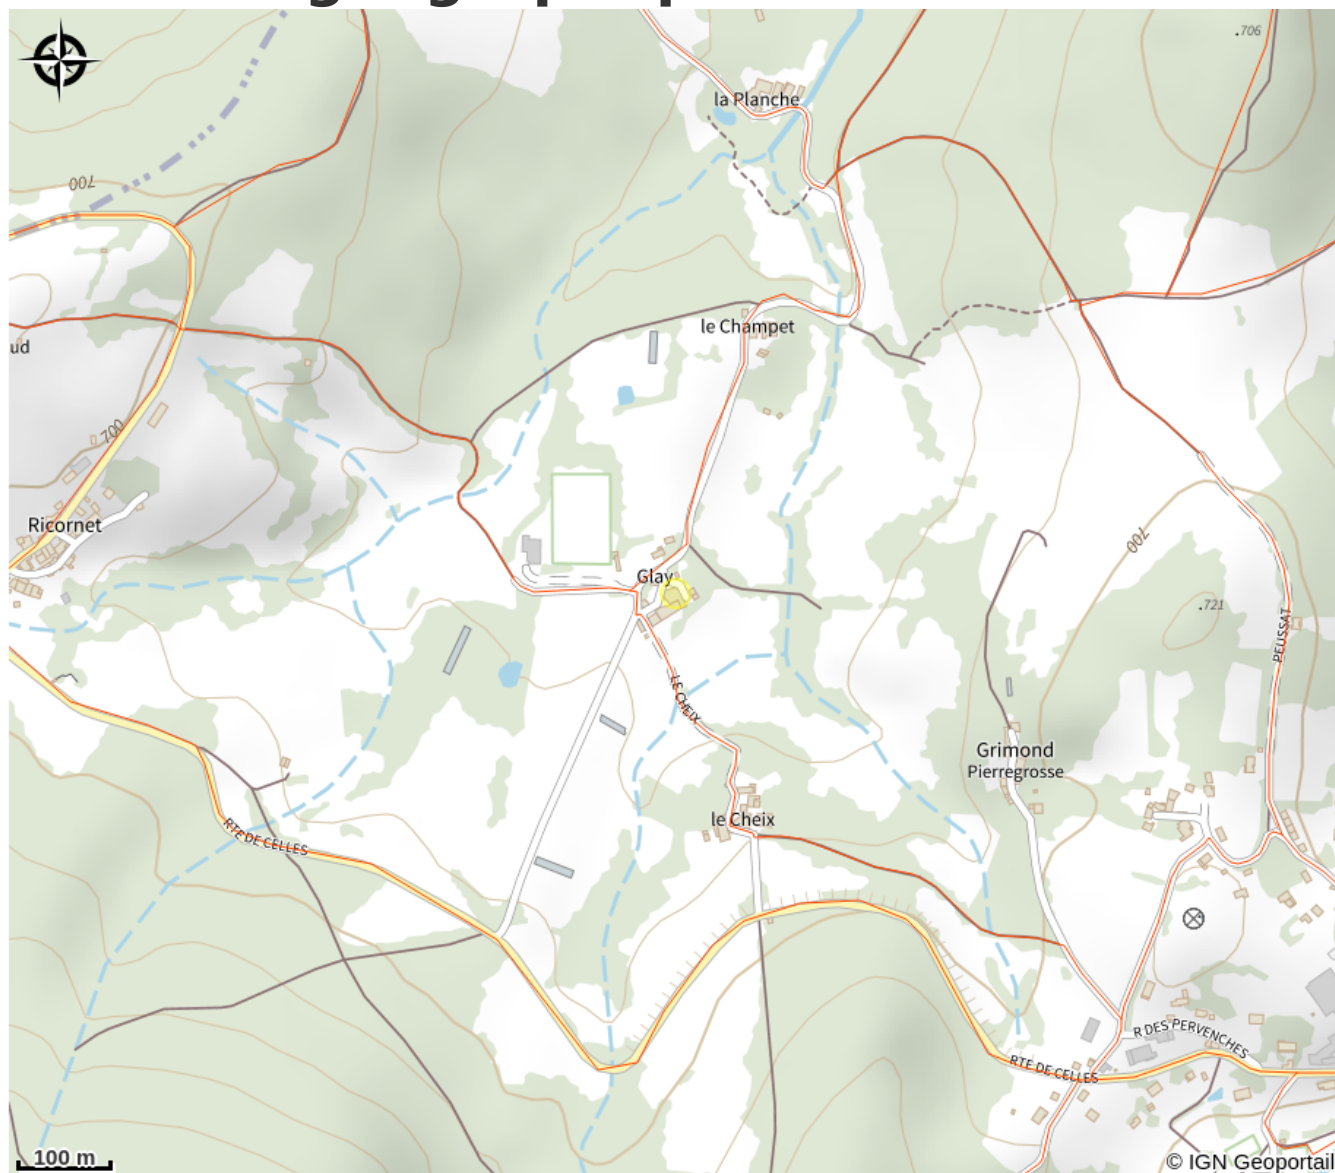 .706
la Planche
700
le Champet
ud
700
Ricornet
700
Glay
.721
PEUSSAT
LE CHEIX
Grimond
Pierregrosse
le Cheix
RTE DE CELLES
R DES PERVENCHES
RTE DE CELLES
100 m
© IGN Geoportail